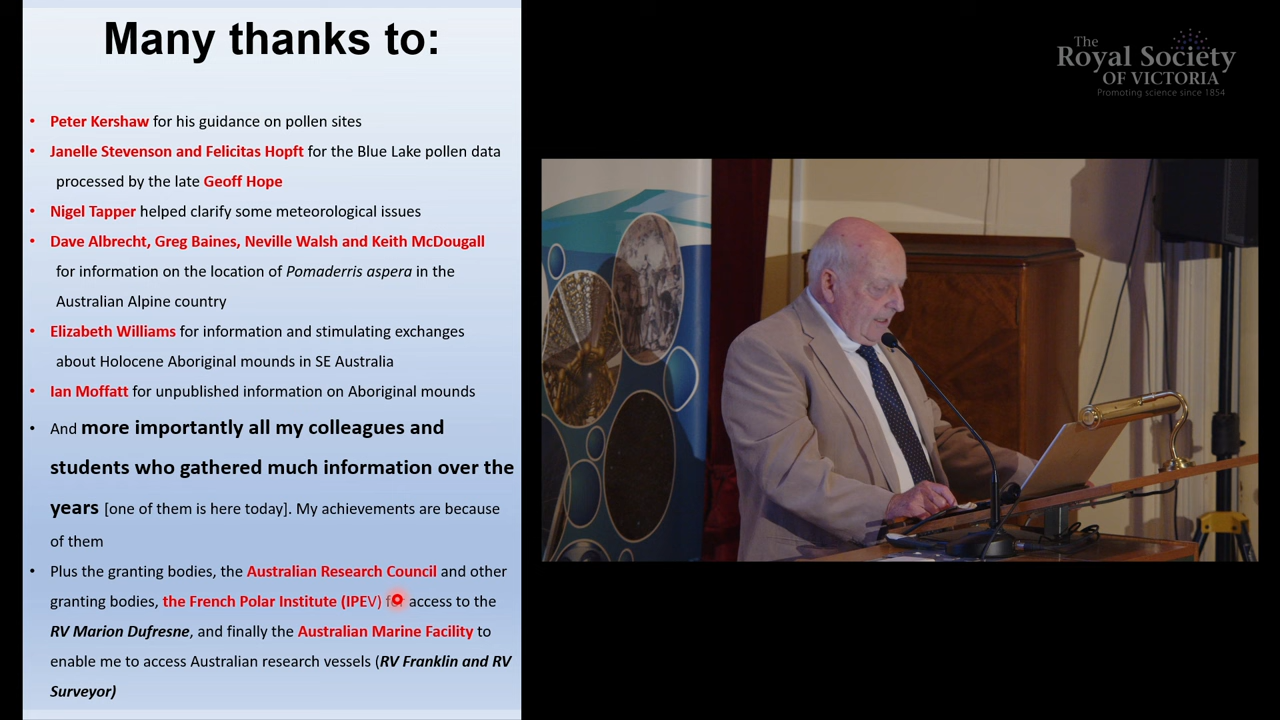 Many thanks to:
• Peter Kershaw for his guidance on pollen sites
• Janelle Stevenson and Felicitas Hopft for the Blue Lake pollen data
processed by the late Geoff Hope
• Nigel Tapper helped clarify some meteorological issues
• Dave Albrecht, Greg Baines, Neville Walsh and Keith McDougall
for information on the location of Pomaderris aspera in the
Australian Alpine country
• Elizabeth Williams for information and stimulating exchanges
about Holocene Aboriginal mounds in SE Australia
• Ian Moffatt for unpublished information on Aboriginal mounds
• And more importantly all my colleagues and
students who gathered much information over the
years [one of them is here today]. My achievements are because
of them
• Plus the granting bodies, the Australian Research Council and other
granting bodies, the French Polar Institute (IPEV) for access to the
RV Marion Dufresne, and finally the Australian Marine Facility to
enable me to access Australian research vessels (RV Franklin and RV
Surveyor)
The
Royal Society
OF VICTORIA
Promoting science since 1854